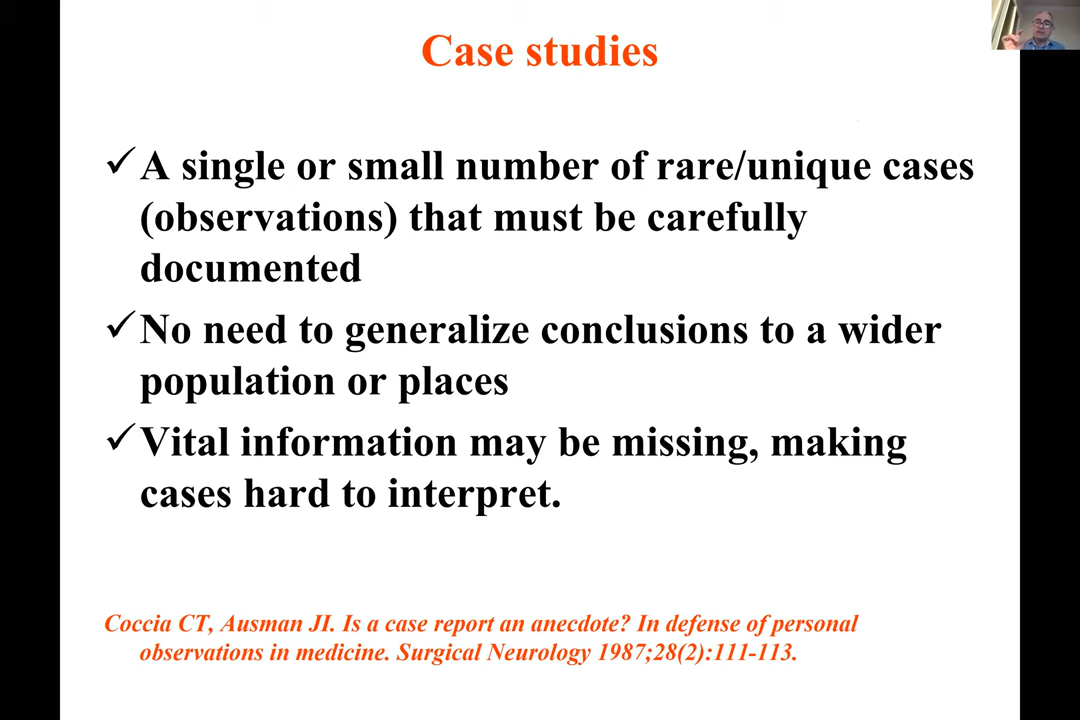 Case studies
✓ A single or small number of rare/unique cases
(observations) that must be carefully
documented
✓ No need to generalize conclusions to a wider
population or places
✓ Vital information may be missing, making
cases hard to interpret.
Coccia CT, Ausman JI. Is a case report an anecdote? In defense of personal
observations in medicine. Surgical Neurology 1987;28(2):111-113.